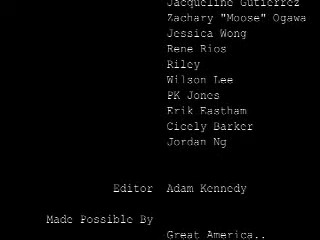 Jacqueline Gutierrez
Zachary "Moose" Ogawa
Jessica Wong
Rene Rios
Riley
Wilson Lee
PK Jones
Erik Eastham
Cicely Barker
Jordan Ng
Editor Adam Kennedy
Made Possible By
Great America..